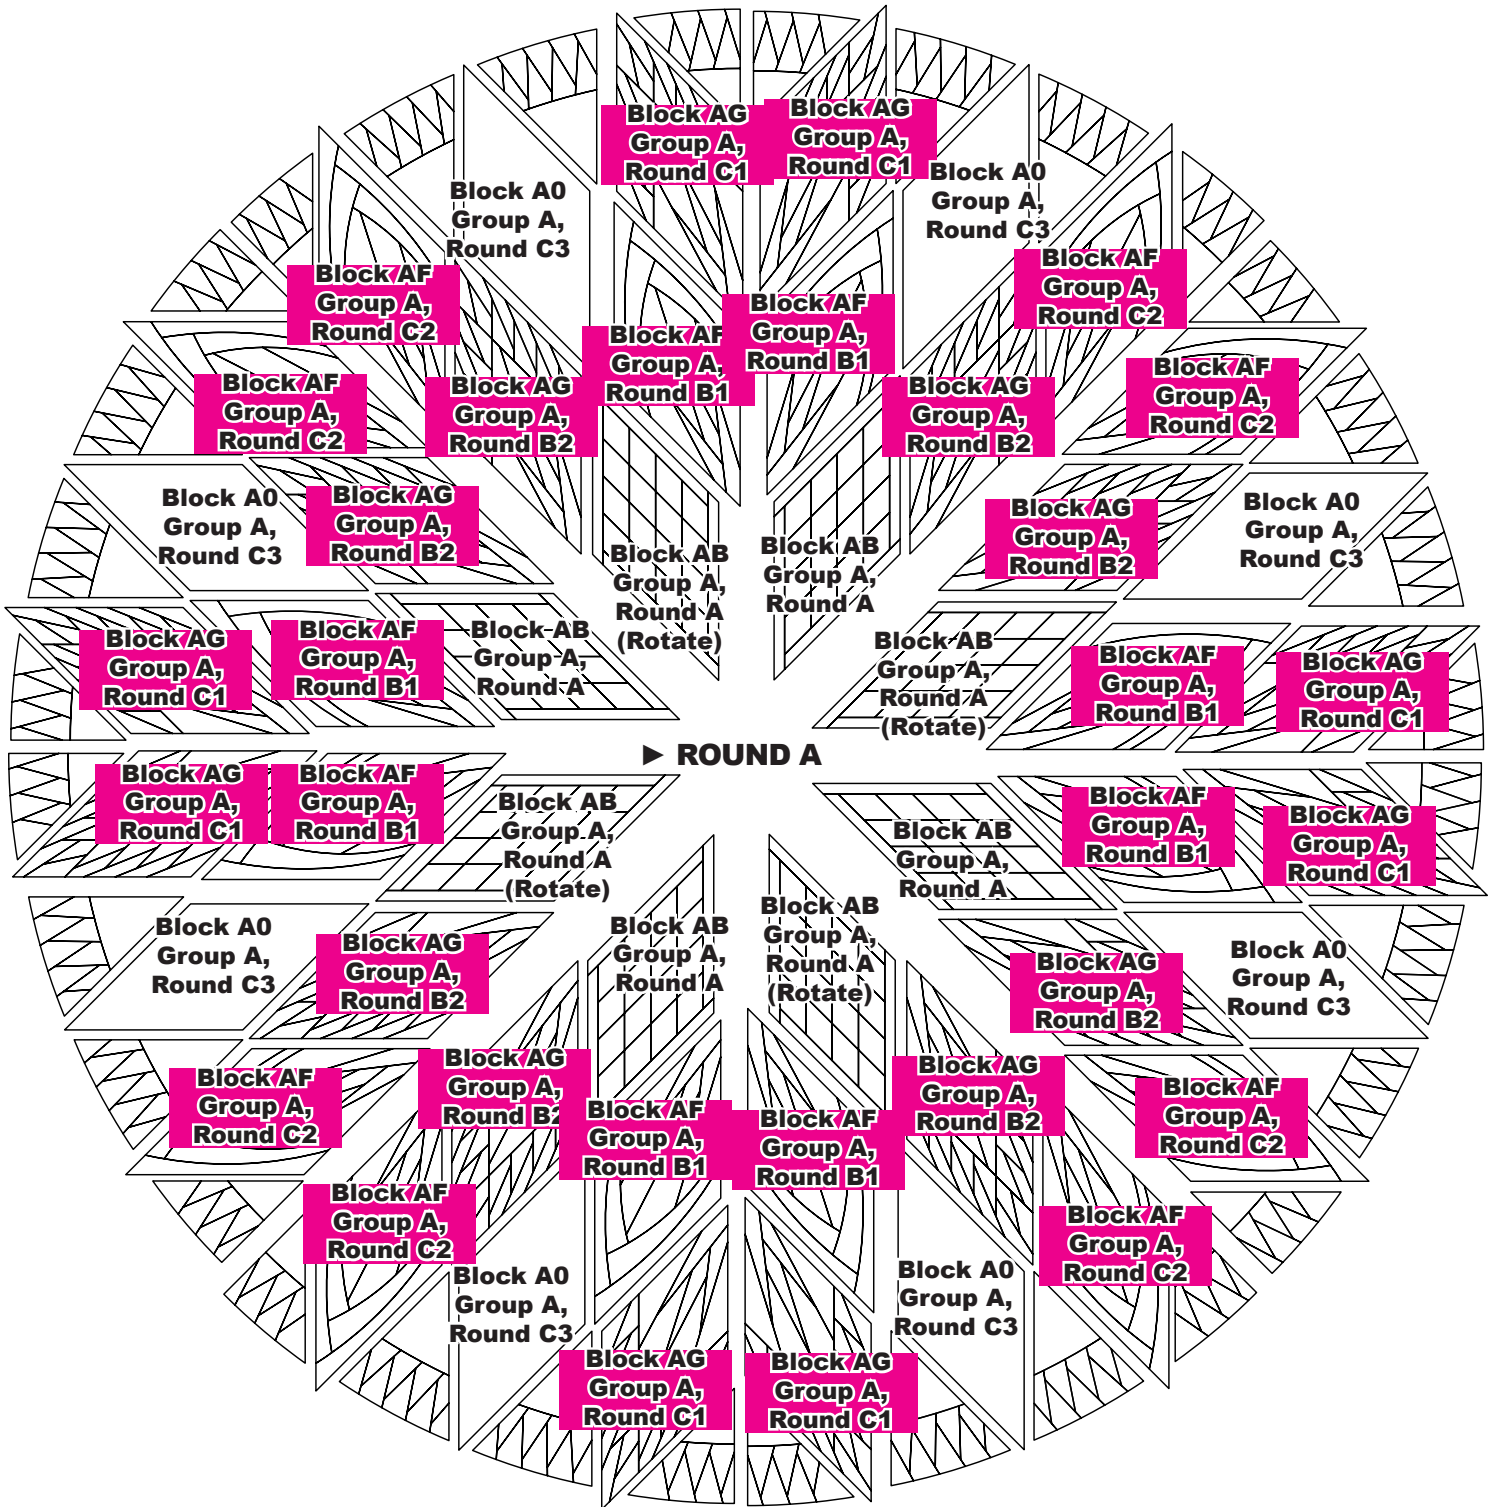 Block AG
Group A,
Round C1
Block AG
Group A,
Round C1
Block A0
Group A,
Round C3
Block A0
Group A,
Round C3
Block AF
Group A,
Round C2
Block AF
Group A,
Round C2
Block AF
Group A,
Round B1
Block AF
Group A,
Round B1
Block AF
Group A,
Round C2
Block AG
Group A,
Round B2
Block AG
Group A,
Round B2
Block AF
Group A,
Round C2
Block A0
Group A,
Round C3
Block AG
Group A,
Round B2
Block AG
Group A,
Round B2
Block A0
Group A,
Round C3
Block AB
Group A,
Round A
(Rotate)
Block AB
Group A,
Round A
Block AG
Group A,
Round C1
Block AF
Group A,
Round B1
Block AB
Group A,
Round A
Block AB
Group A,
Round A
(Rotate)
Block AF
Group A,
Round B1
Block AG
Group A,
Round C1
► ROUND A
Block AG
Group A,
Round C1
Block AF
Group A,
Round B1
Block AB
Group A,
Round A
(Rotate)
Block AB
Group A,
Round A
Block AF
Group A,
Round B1
Block AG
Group A,
Round C1
Block A0
Group A,
Round C3
Block AG
Group A,
Round B2
Block AB
Group A,
Round A
Block AB
Group A,
Round A
(Rotate)
Block AG
Group A,
Round B2
Block A0
Group A,
Round C3
Block AF
Group A,
Round C2
Block AG
Group A,
Round B2
Block AF
Group A,
Round B1
Block AF
Group A,
Round B1
Block AG
Group A,
Round B2
Block AF
Group A,
Round C2
Block AF
Group A,
Round C2
Block AF
Group A,
Round C2
Block A0
Group A,
Round C3
Block A0
Group A,
Round C3
Block AG
Group A,
Round C1
Block AG
Group A,
Round C1